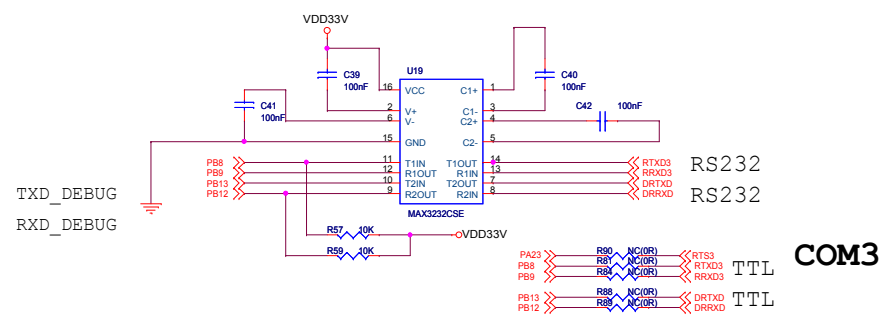 VDD33V
U19
C39
100nF
C40
100nF
C41
100nF
C42 100nF
16 VCC C1+ 1
2 V+ C1- 3
6 V- C2+ 4
15 GND C2- 5
PB8 11 T1IN T1OUT 14 RTXD3 RS232
PB9 12 R1OUT R1IN 13 RRXD3
PB13 10 T2IN T2OUT 7 DRTXD
TXD_DEBUG PB12 9 R2OUT R2IN 8 DRRXD RS232
MAX3232CSE
RXD_DEBUG
R57 10K
VDD33V
R59 10K
COM3
PA23 R90 NC(0R) RTS3
PB8 R81 NC(0R) RTXD3 TTL
PB9 R84 NC(0R) RRXD3
PB13 R88 NC(0R) DRTXD TTL
PB12 R89 NC(0R) DRRXD